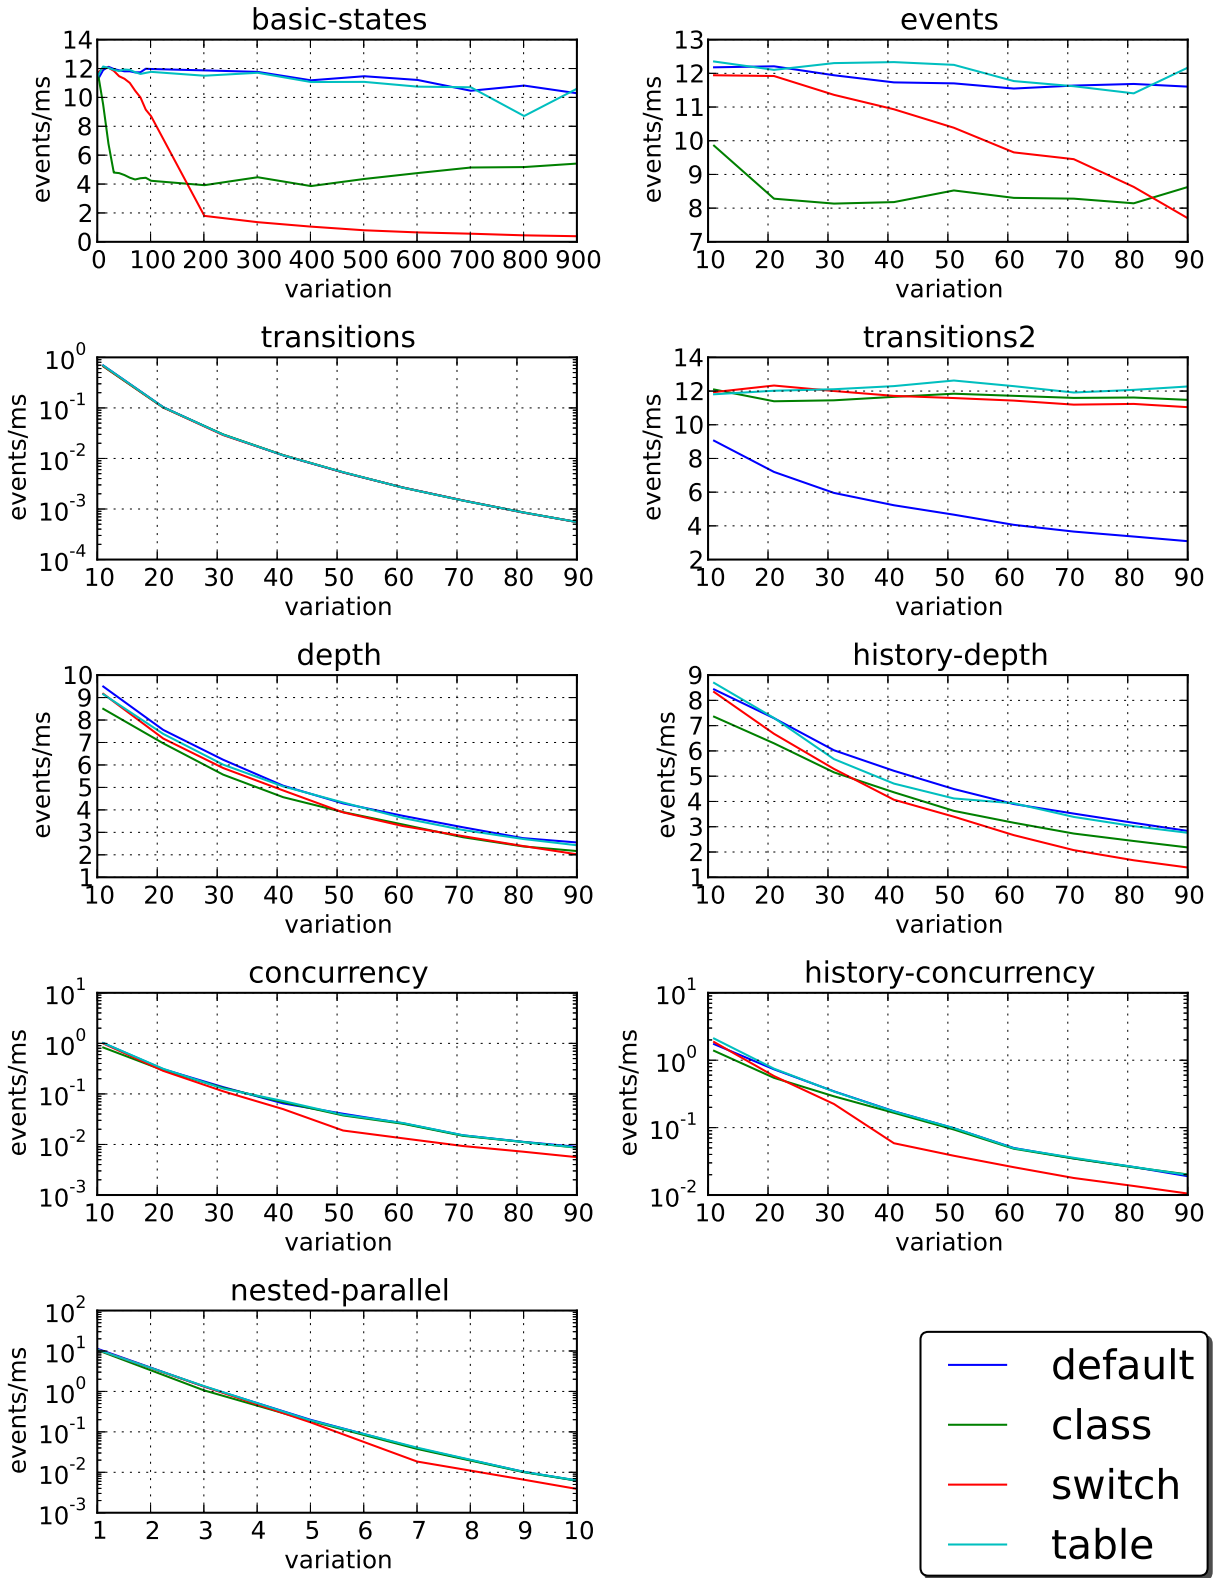 basic-states
events/ms
14
12
10
8
6
4
2
0
0 100 200 300 400 500 600 700 800 900
variation
events
events/ms
13
12
11
10
9
8
7
10 20 30 40 50 60 70 80 90
variation
transitions
events/ms
10^0
10^-1
10^-2
10^-3
10^-4
10 20 30 40 50 60 70 80 90
variation
transitions2
events/ms
14
12
10
8
6
4
2
10 20 30 40 50 60 70 80 90
variation
depth
events/ms
10
9
8
7
6
5
4
3
2
1
10 20 30 40 50 60 70 80 90
variation
history-depth
events/ms
9
8
7
6
5
4
3
2
1
10 20 30 40 50 60 70 80 90
variation
concurrency
events/ms
10^1
10^0
10^-1
10^-2
10^-3
10 20 30 40 50 60 70 80 90
variation
history-concurrency
events/ms
10^1
10^0
10^-1
10^-2
10 20 30 40 50 60 70 80 90
variation
nested-parallel
events/ms
10^2
10^1
10^0
10^-1
10^-2
10^-3
1 2 3 4 5 6 7 8 9 10
variation
default
class
switch
table